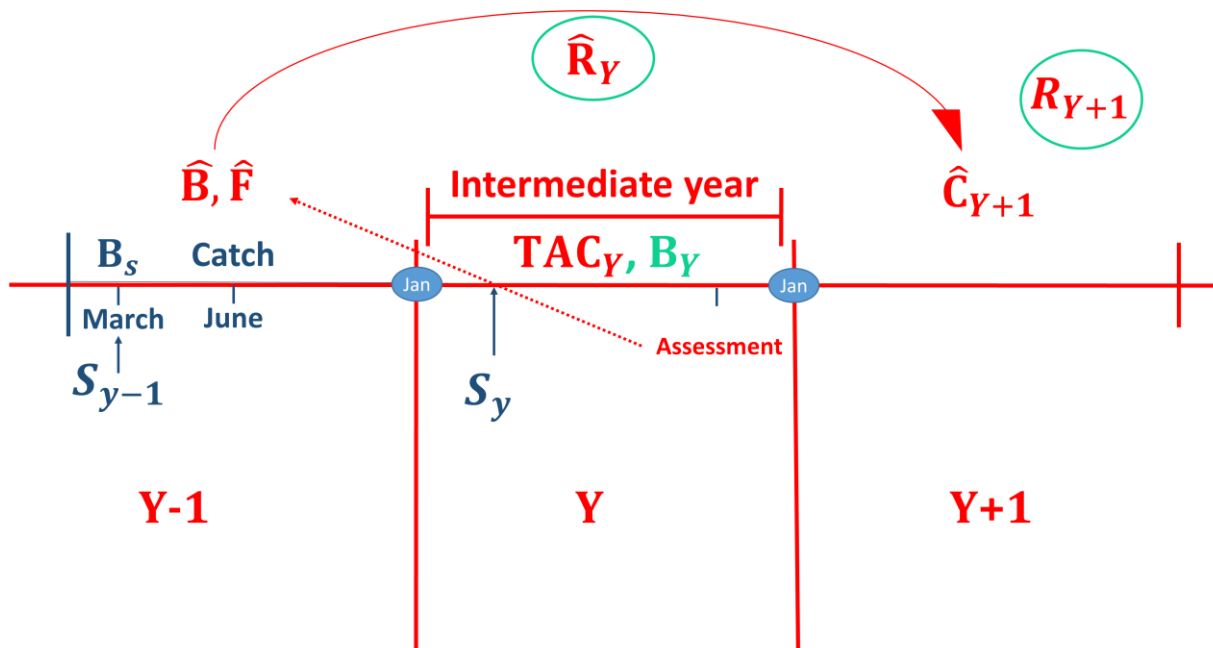 R̂_Y
R_{Y+1}
B̂, F̂
Intermediate year
Ĉ_{Y+1}
B_s Catch
TAC_Y, B_Y
Jan Jan
March June
Assessment
S_{y−1}
S_y
Y-1 Y Y+1